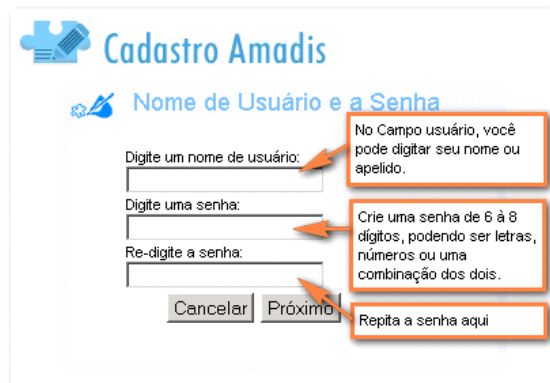 Cadastro Amadis
Nome de Usuário e a Senha
No Campo usuário, você
pode digitar seu nome ou
apelido.
Digite um nome de usuário:
Digite uma senha:
Crie uma senha de 6 à 8
dígitos, podendo ser letras,
números ou uma
combinação dos dois.
Re-digite a senha:
Cancelar Próximo
Repita a senha aqui